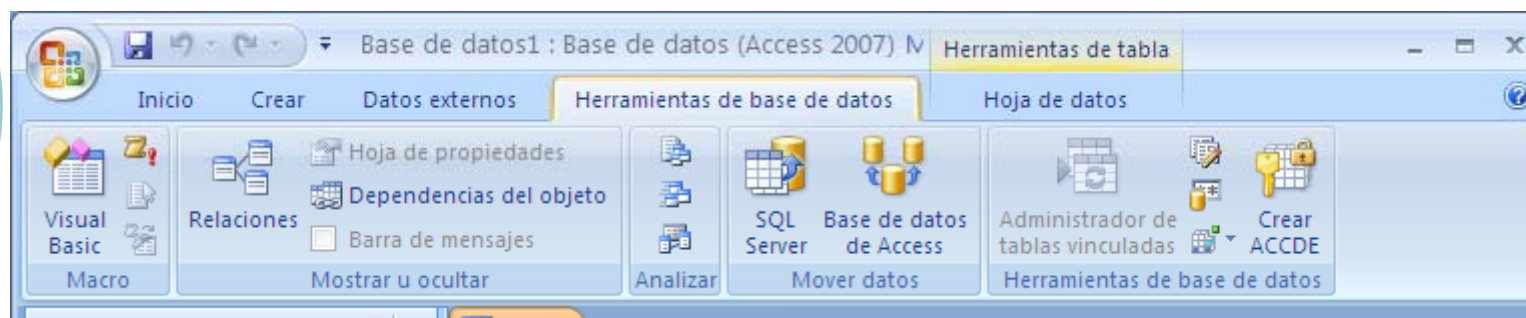 Base de datos1 : Base de datos (Access 2007) M
Herramientas de tabla
Inicio
Crear
Datos externos
Herramientas de base de datos
Hoja de datos
Visual
Basic
Relaciones
Hoja de propiedades
Dependencias del objeto
Barra de mensajes
SQL
Server
Base de datos
de Access
Administrador de
tablas vinculadas
Crear
ACCDE
Macro
Mostrar u ocultar
Analizar
Mover datos
Herramientas de base de datos